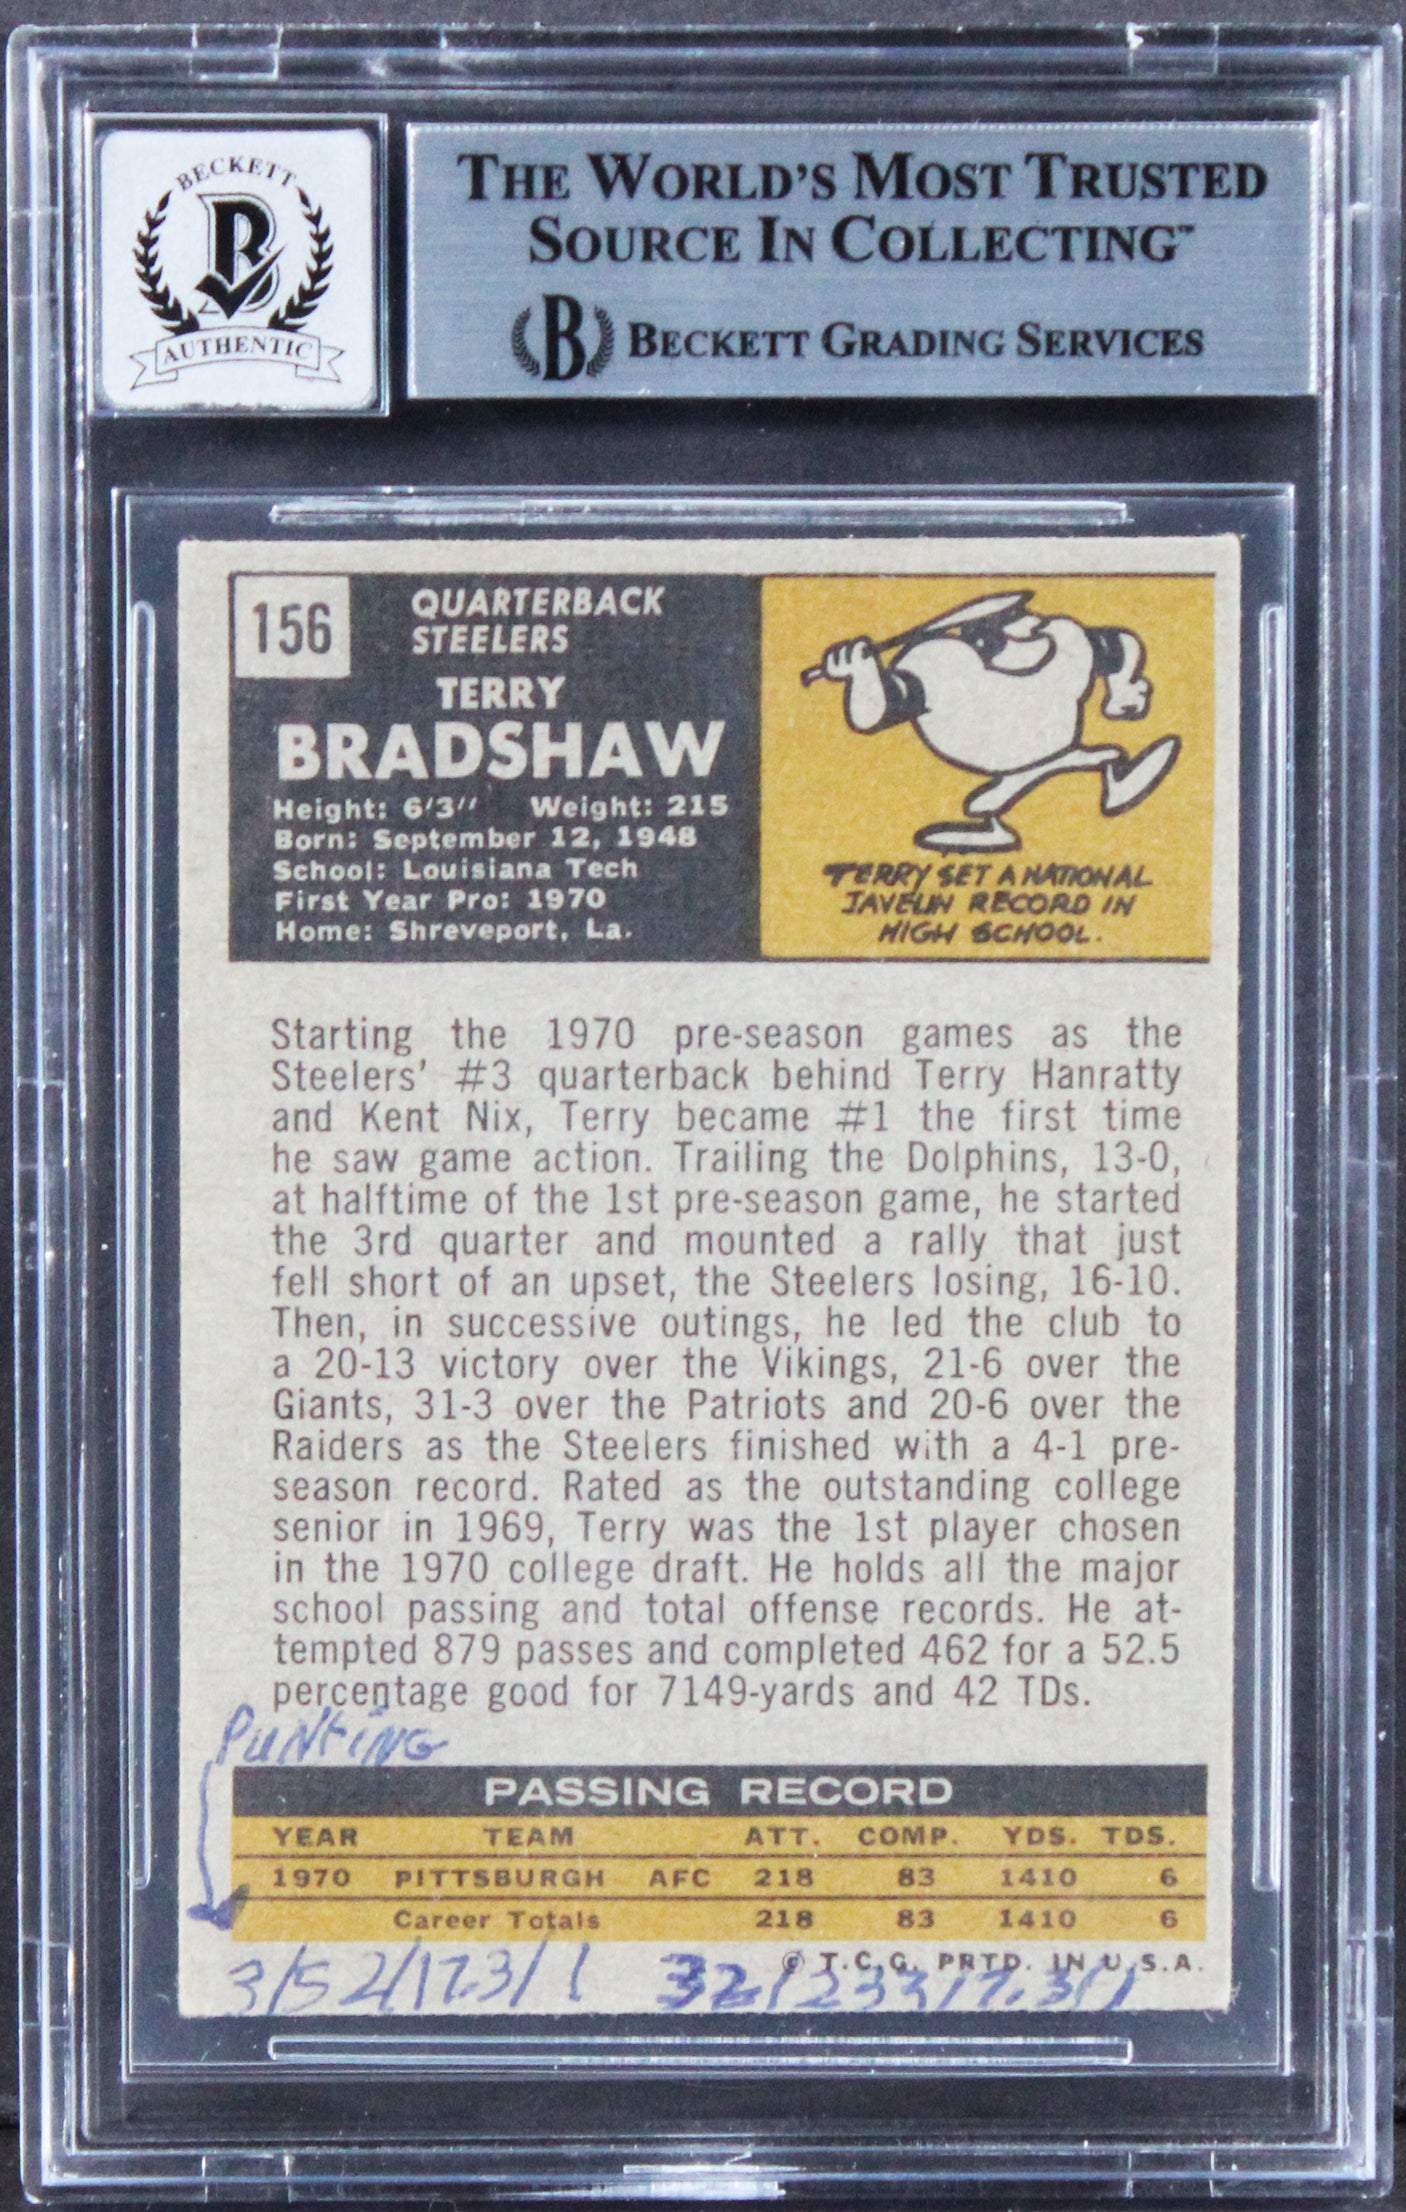 BECKETT
AUTHENTIC
THE WORLD'S MOST TRUSTED
SOURCE IN COLLECTING™
B BECKETT GRADING SERVICES
156
QUARTERBACK
STEELERS
TERRY
BRADSHAW
Height: 6'3'' Weight: 215
Born: September 12, 1948
School: Louisiana Tech
First Year Pro: 1970
Home: Shreveport, La.
TERRY SET A NATIONAL
JAVELIN RECORD IN
HIGH SCHOOL.
Starting the 1970 pre-season games as the
Steelers' #3 quarterback behind Terry Hanratty
and Kent Nix, Terry became #1 the first time
he saw game action. Trailing the Dolphins, 13-0,
at halftime of the 1st pre-season game, he started
the 3rd quarter and mounted a rally that just
fell short of an upset, the Steelers losing, 16-10.
Then, in successive outings, he led the club to
a 20-13 victory over the Vikings, 21-6 over the
Giants, 31-3 over the Patriots and 20-6 over the
Raiders as the Steelers finished with a 4-1 pre-
season record. Rated as the outstanding college
senior in 1969, Terry was the 1st player chosen
in the 1970 college draft. He holds all the major
school passing and total offense records. He at-
tempted 879 passes and completed 462 for a 52.5
percentage good for 7149-yards and 42 TDs.
PUNTING
PASSING RECORD
YEAR TEAM ATT. COMP. YDS. TDS.
1970 PITTSBURGH AFC 218 83 1410 6
Career Totals 218 83 1410 6
© T.C.G. PRTD. IN U.S.A.
3/52/17.3/1 32/233/7.3/1